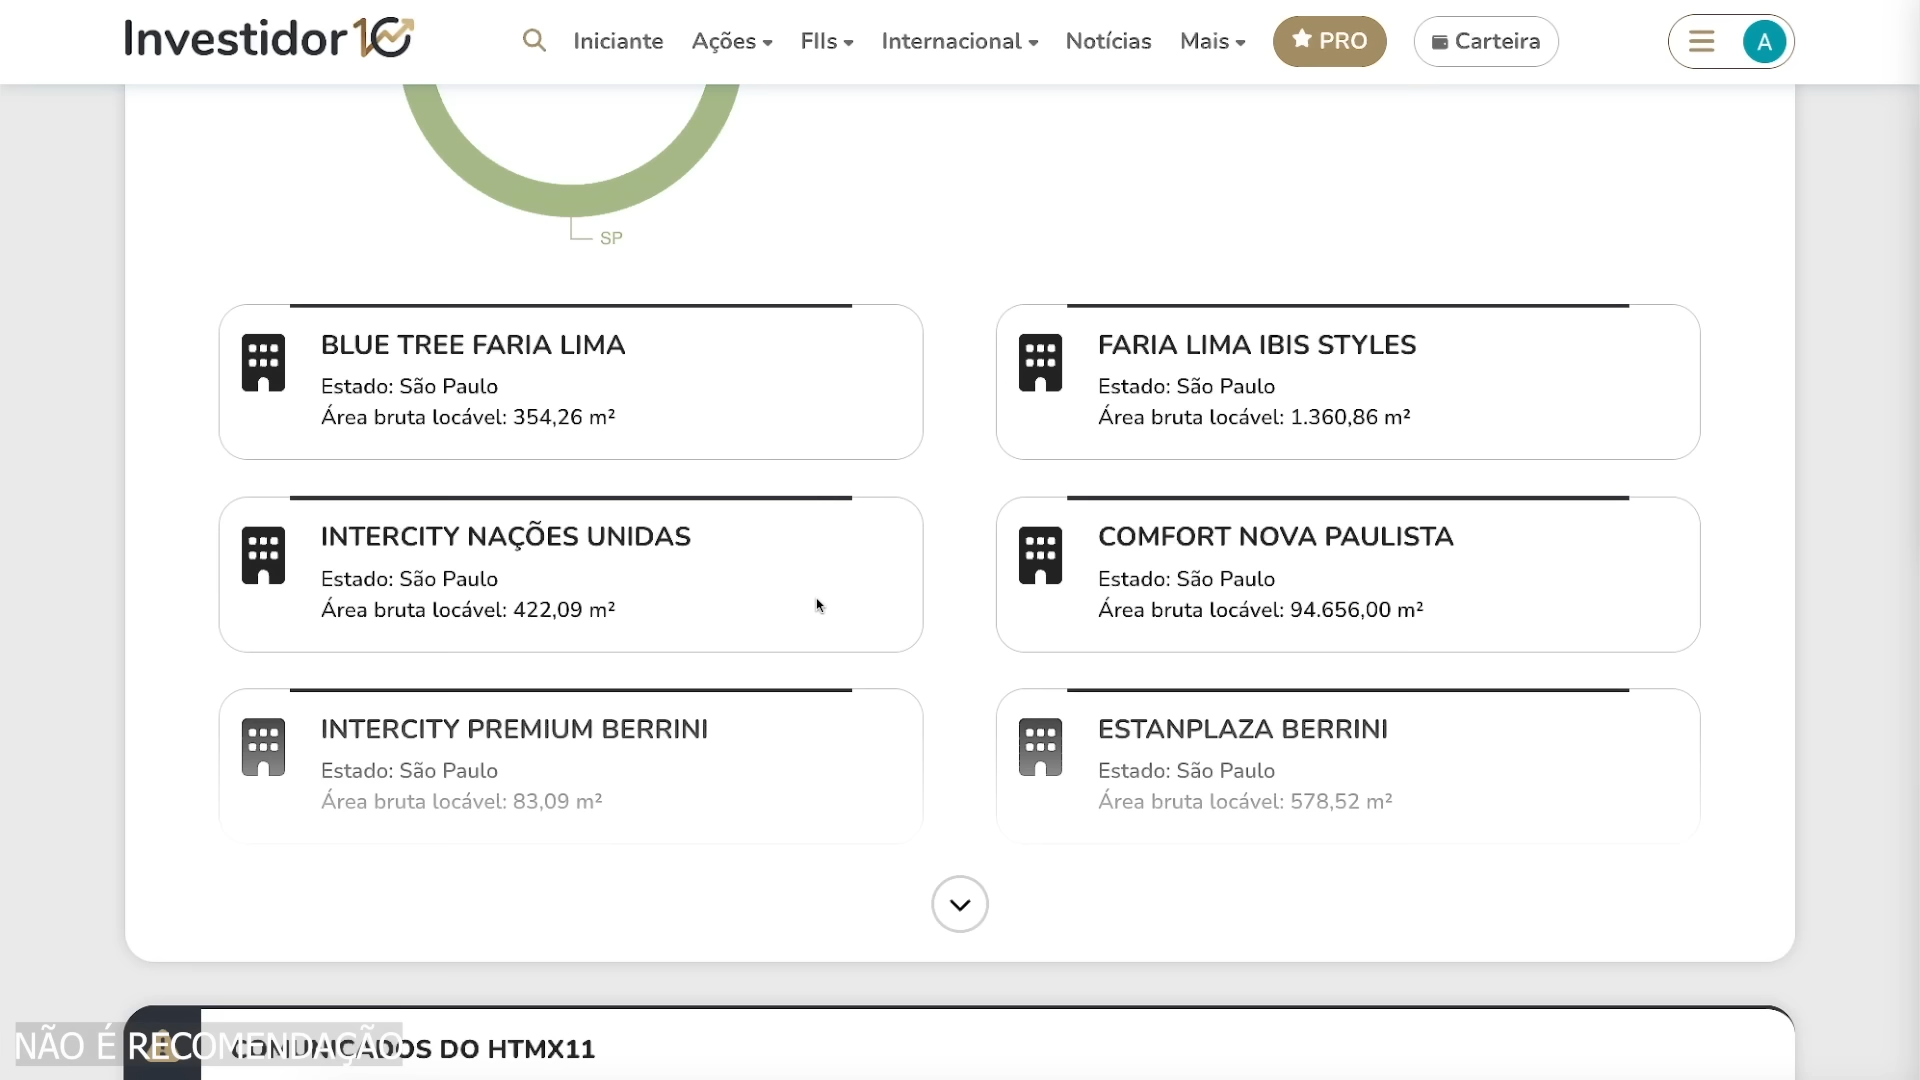 Investidor10
Iniciante
Ações
FIIs
Internacional
Notícias
Mais
PRO
Carteira
A
SP
BLUE TREE FARIA LIMA
Estado: São Paulo
Área bruta locável: 354,26 m²
FARIA LIMA IBIS STYLES
Estado: São Paulo
Área bruta locável: 1.360,86 m²
INTERCITY NAÇÕES UNIDAS
Estado: São Paulo
Área bruta locável: 422,09 m²
COMFORT NOVA PAULISTA
Estado: São Paulo
Área bruta locável: 94.656,00 m²
INTERCITY PREMIUM BERRINI
Estado: São Paulo
Área bruta locável: 83,09 m²
ESTANPLAZA BERRINI
Estado: São Paulo
Área bruta locável: 578,52 m²
NÃO É RECOMENDAÇÃO
COMUNICADOS DO HTMX11